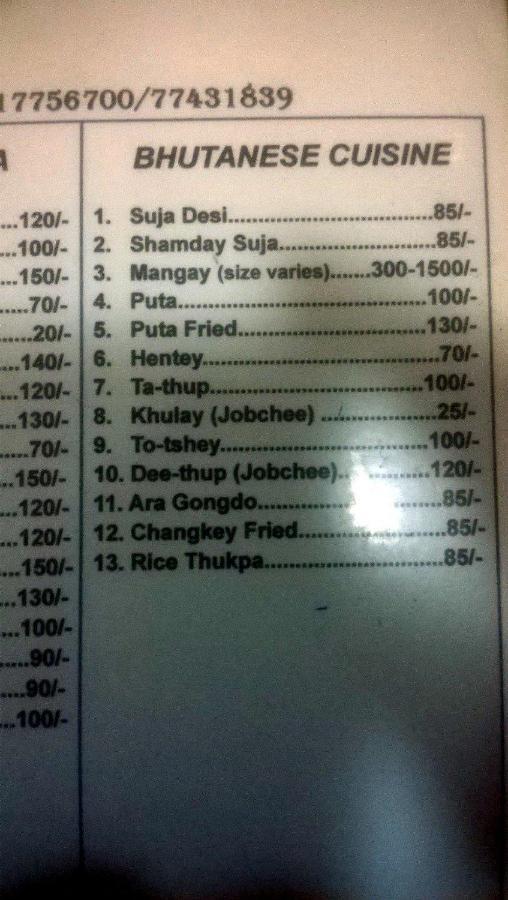 17756700/77431839
A
...120/-
...100/-
...150/-
.....70/-
......20/-
...140/-
...120/-
...130/-
.....70/-
..150/-
...120/-
...120/-
...150/-
...130/-
...100/-
.....90/-
....90/-
...100/-
BHUTANESE CUISINE
1. Suja Desi..................................85/-
2. Shamday Suja..........................85/-
3. Mangay (size varies).......300-1500/-
4. Puta..........................................100/-
5. Puta Fried................................130/-
6. Hentey.......................................70/-
7. Ta-thup....................................100/-
8. Khulay (Jobchee) ...................25/-
9. To-tshey...................................100/-
10. Dee-thup (Jobchee)..............120/-
11. Ara Gongdo..............................85/-
12. Changkey Fried........................85/-
13. Rice Thukpa..............................85/-